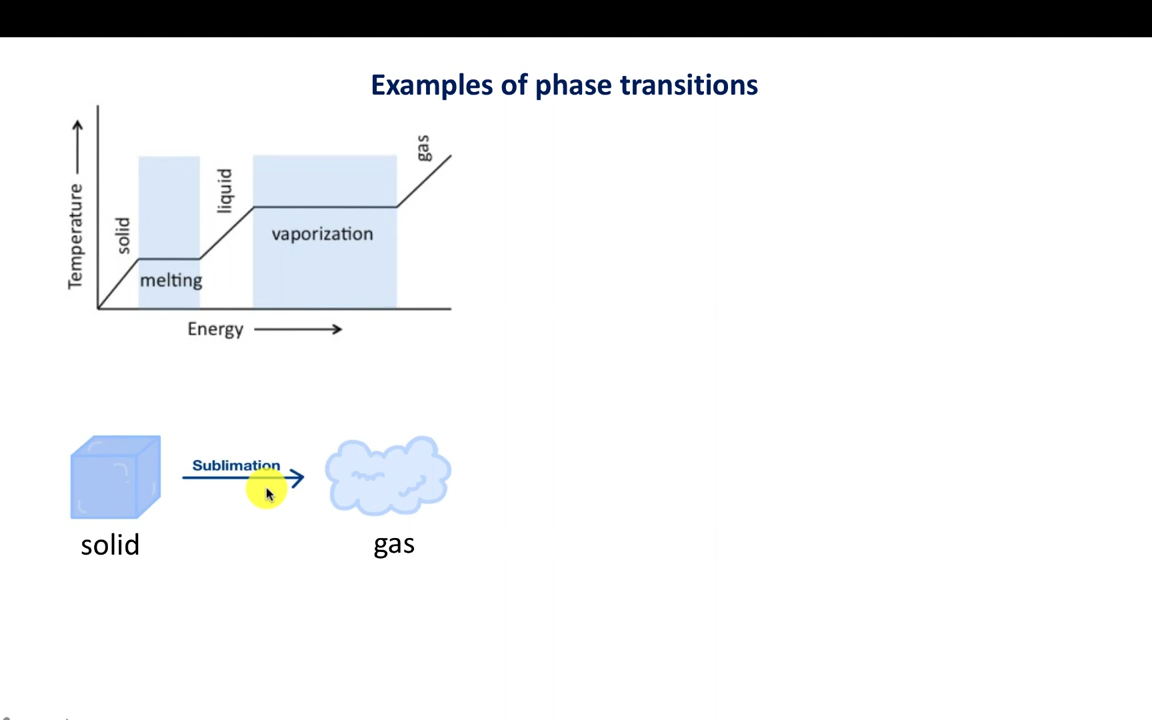 Examples of phase transitions
Temperature
solid
melting
liquid
vaporization
gas
Energy
Sublimation
solid
gas